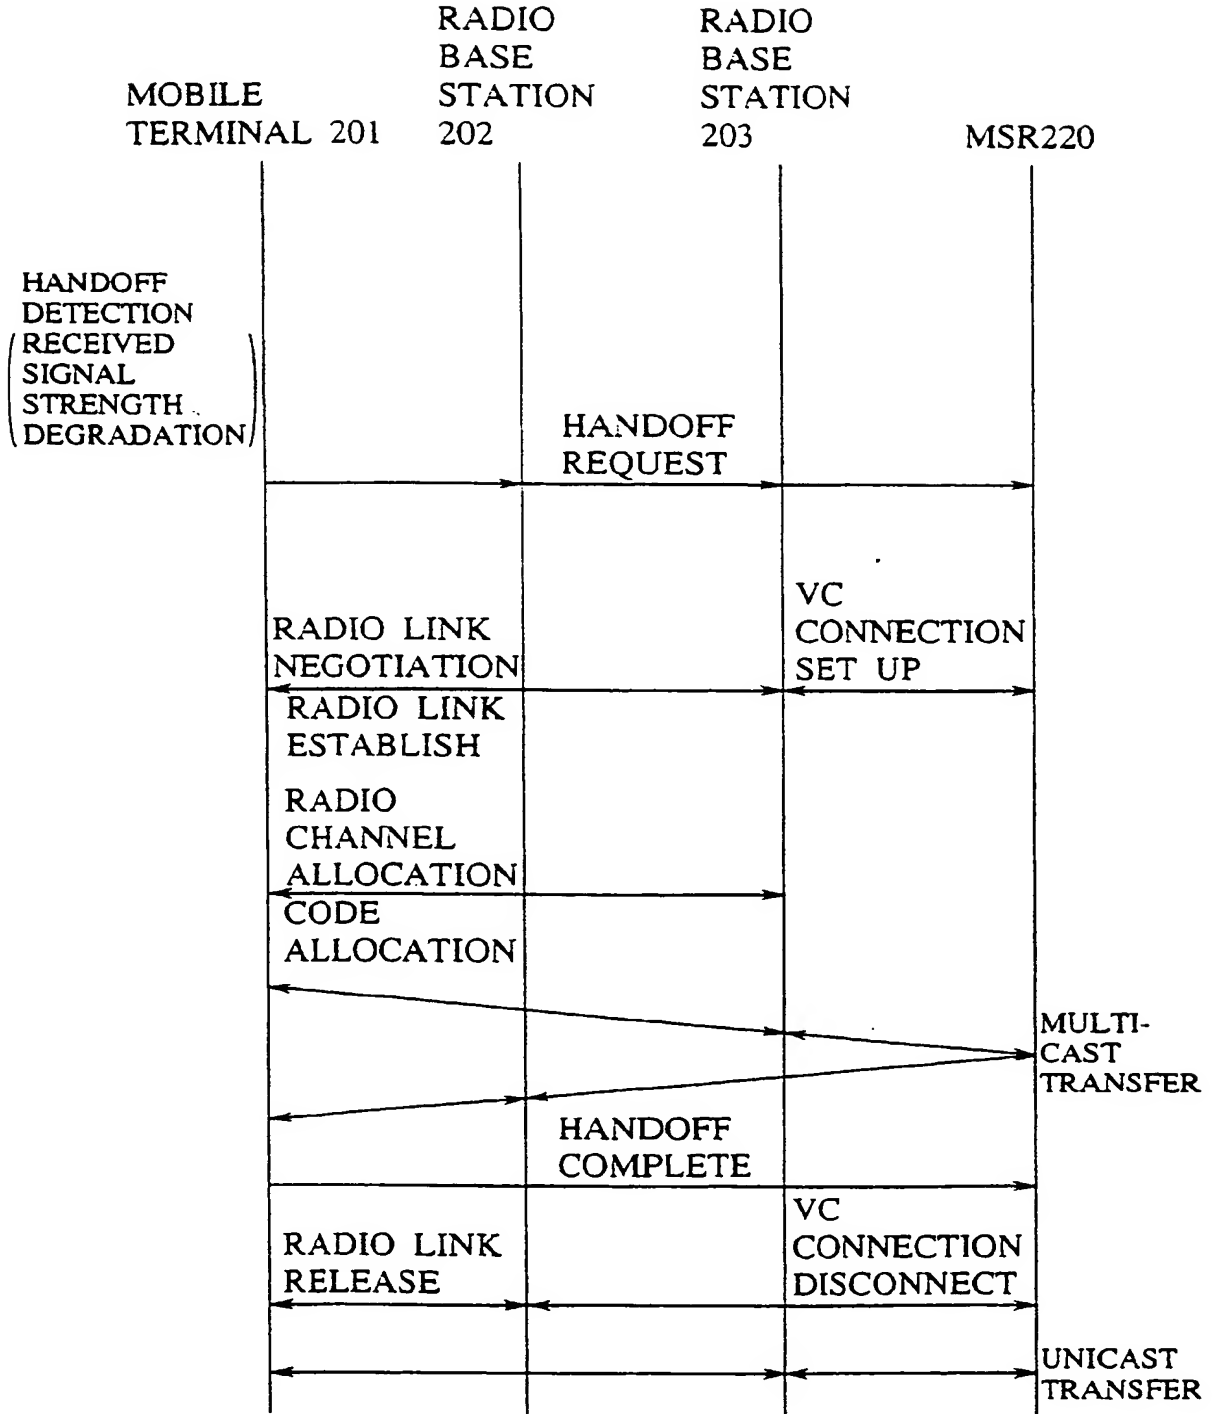 MOBILE
TERMINAL 201
RADIO
BASE
STATION
202
RADIO
BASE
STATION
203
MSR220
HANDOFF
DETECTION
(RECEIVED
SIGNAL
STRENGTH
DEGRADATION)
HANDOFF
REQUEST
RADIO LINK
NEGOTIATION
VC
CONNECTION
SET UP
RADIO LINK
ESTABLISH
RADIO
CHANNEL
ALLOCATION
CODE
ALLOCATION
MULTI-
CAST
TRANSFER
HANDOFF
COMPLETE
RADIO LINK
RELEASE
VC
CONNECTION
DISCONNECT
UNICAST
TRANSFER